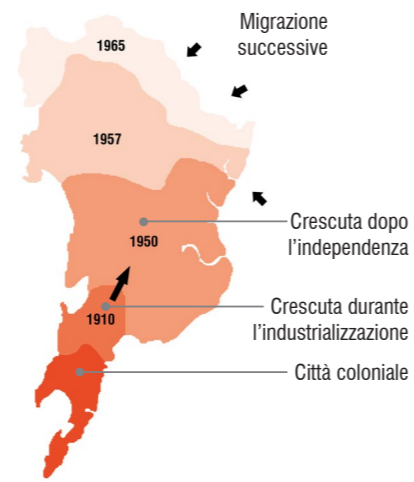 Migrazione
successive
1965
1957
Crescuta dopo
l’independenza
1950
Crescuta durante
l’industrializzazione
1910
Città coloniale